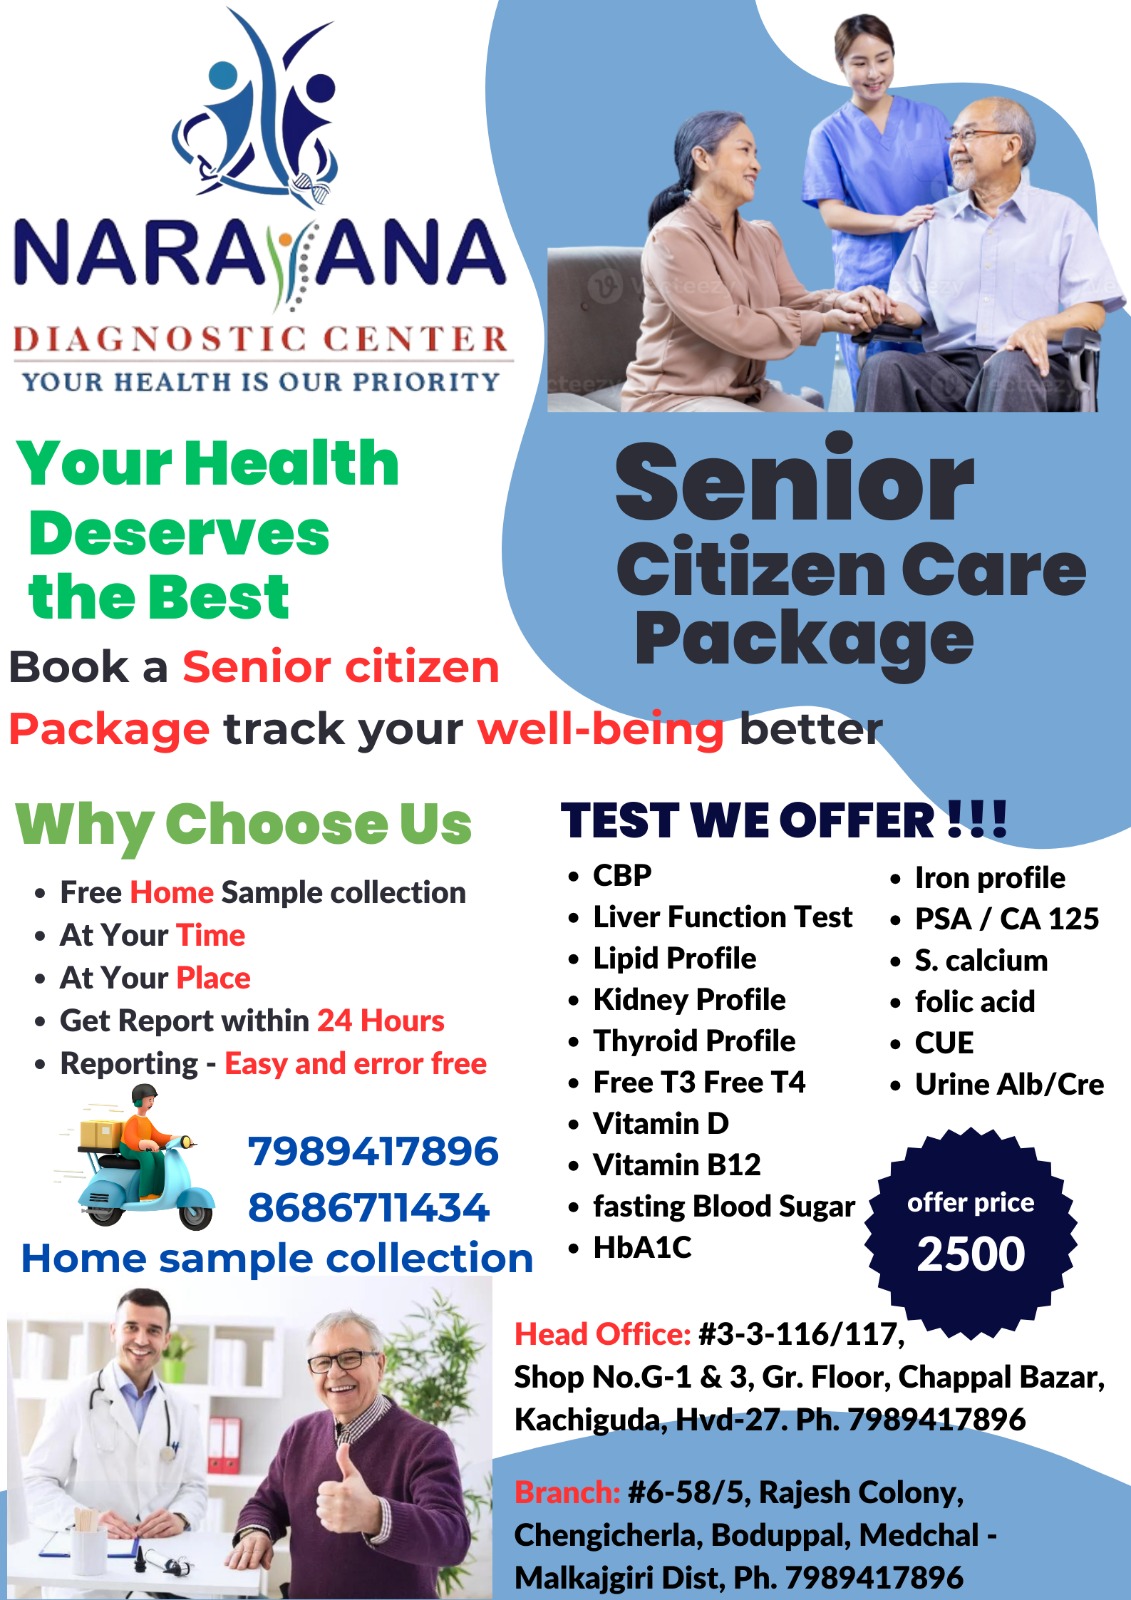 NARAYANA
DIAGNOSTIC CENTER
YOUR HEALTH IS OUR PRIORITY
Your Health
Deserves
the Best
Senior
Citizen Care
Package
Book a Senior citizen
Package track your well-being better
Why Choose Us
• Free Home Sample collection
• At Your Time
• At Your Place
• Get Report within 24 Hours
• Reporting - Easy and error free
7989417896
8686711434
Home sample collection
TEST WE OFFER !!!
• CBP
• Liver Function Test
• Lipid Profile
• Kidney Profile
• Thyroid Profile
• Free T3 Free T4
• Vitamin D
• Vitamin B12
• fasting Blood Sugar
• HbA1C
• Iron profile
• PSA / CA 125
• S. calcium
• folic acid
• CUE
• Urine Alb/Cre
offer price
2500
Head Office: #3-3-116/117,
Shop No.G-1 & 3, Gr. Floor, Chappal Bazar,
Kachiguda, Hvd-27. Ph. 7989417896
Branch: #6-58/5, Rajesh Colony,
Chengicherla, Boduppal, Medchal -
Malkajgiri Dist, Ph. 7989417896